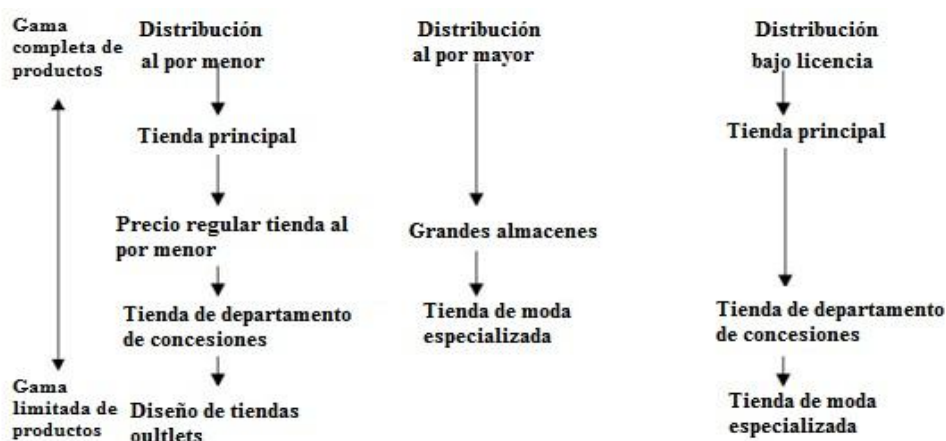 Gama
completa de
productos
Distribución
al por menor
Distribución
al por mayor
Distribución
bajo licencia
Tienda principal
Tienda principal
Precio regular tienda al
por menor
Grandes almacenes
Tienda de departamento
de concesiones
Tienda de moda
especializada
Tienda de departamento
de concesiones
Gama
limitada de
productos
Diseño de tiendas
oultlets
Tienda de moda
especializada